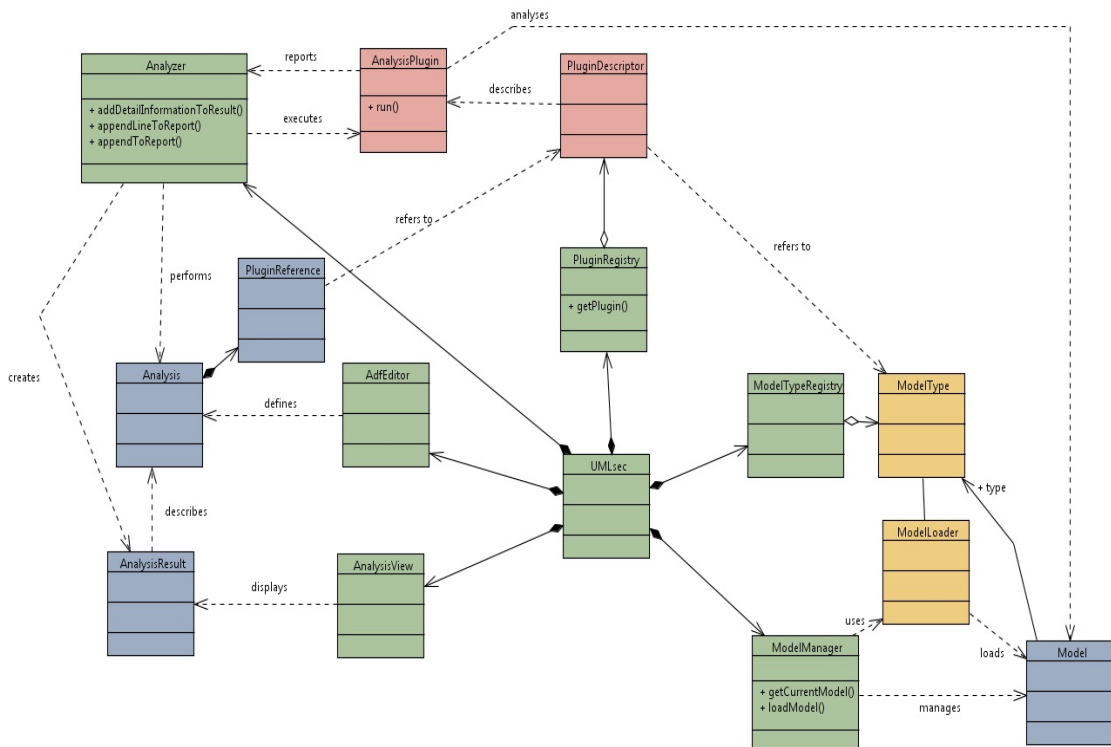 analyses
Analyzer
+ addDetailInformationToResult()
+ appendLineToReport()
+ appendToReport()
reports
executes
AnalysisPlugin
+ run()
describes
PluginDescriptor
refers to
refers to
performs
PluginReference
PluginRegistry
+ getPlugin()
creates
Analysis
defines
AdfEditor
ModelTypeRegistry
ModelType
UMLsec
+ type
describes
ModelLoader
AnalysisResult
displays
AnalysisView
uses
loads
ModelManager
+ getCurrentModel()
+ loadModel()
manages
Model